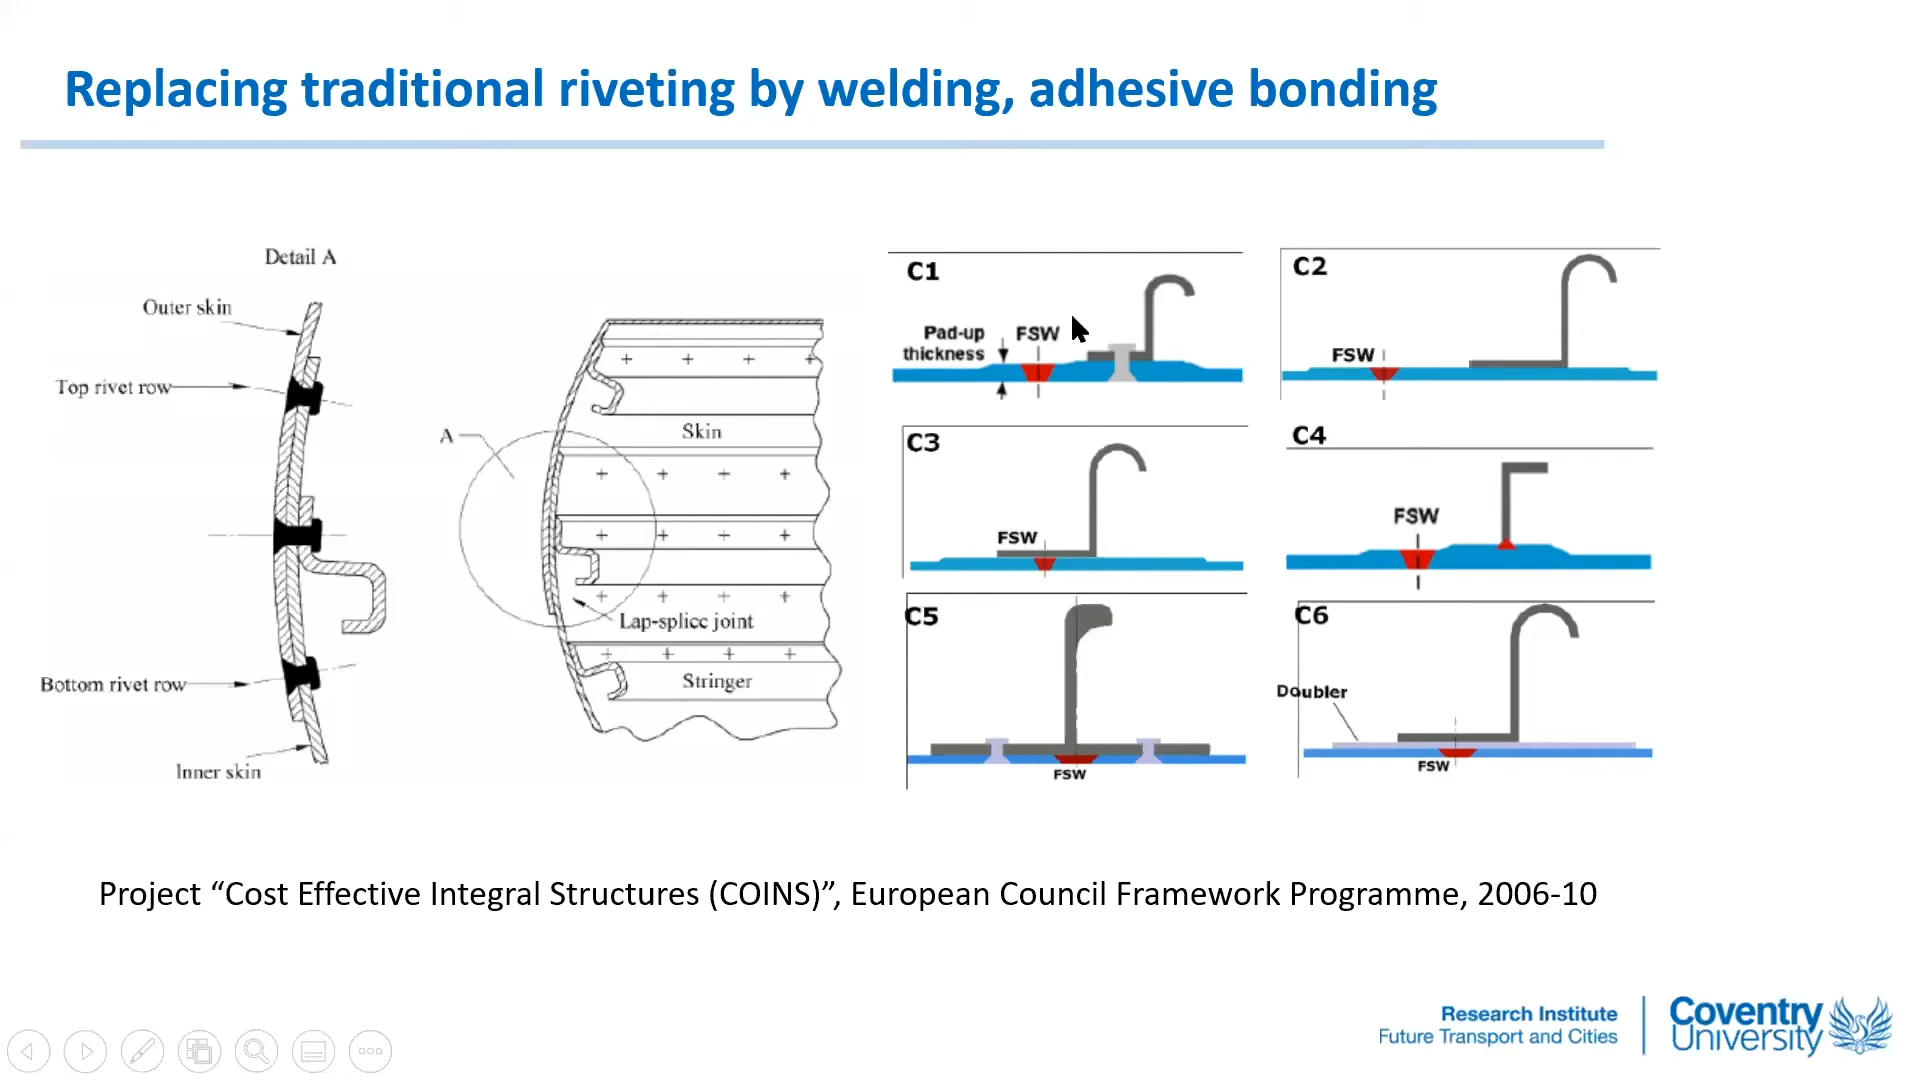 Replacing traditional riveting by welding, adhesive bonding
Detail A
Outer skin
Top rivet row
Bottom rivet row
Inner skin
A
Skin
Lap-splice joint
Stringer
C1
Pad-up
thickness
FSW
C2
FSW
C3
FSW
C4
FSW
C5
FSW
C6
Doubler
FSW
Project “Cost Effective Integral Structures (COINS)”, European Council Framework Programme, 2006-10
Research Institute
Future Transport and Cities
Coventry
University